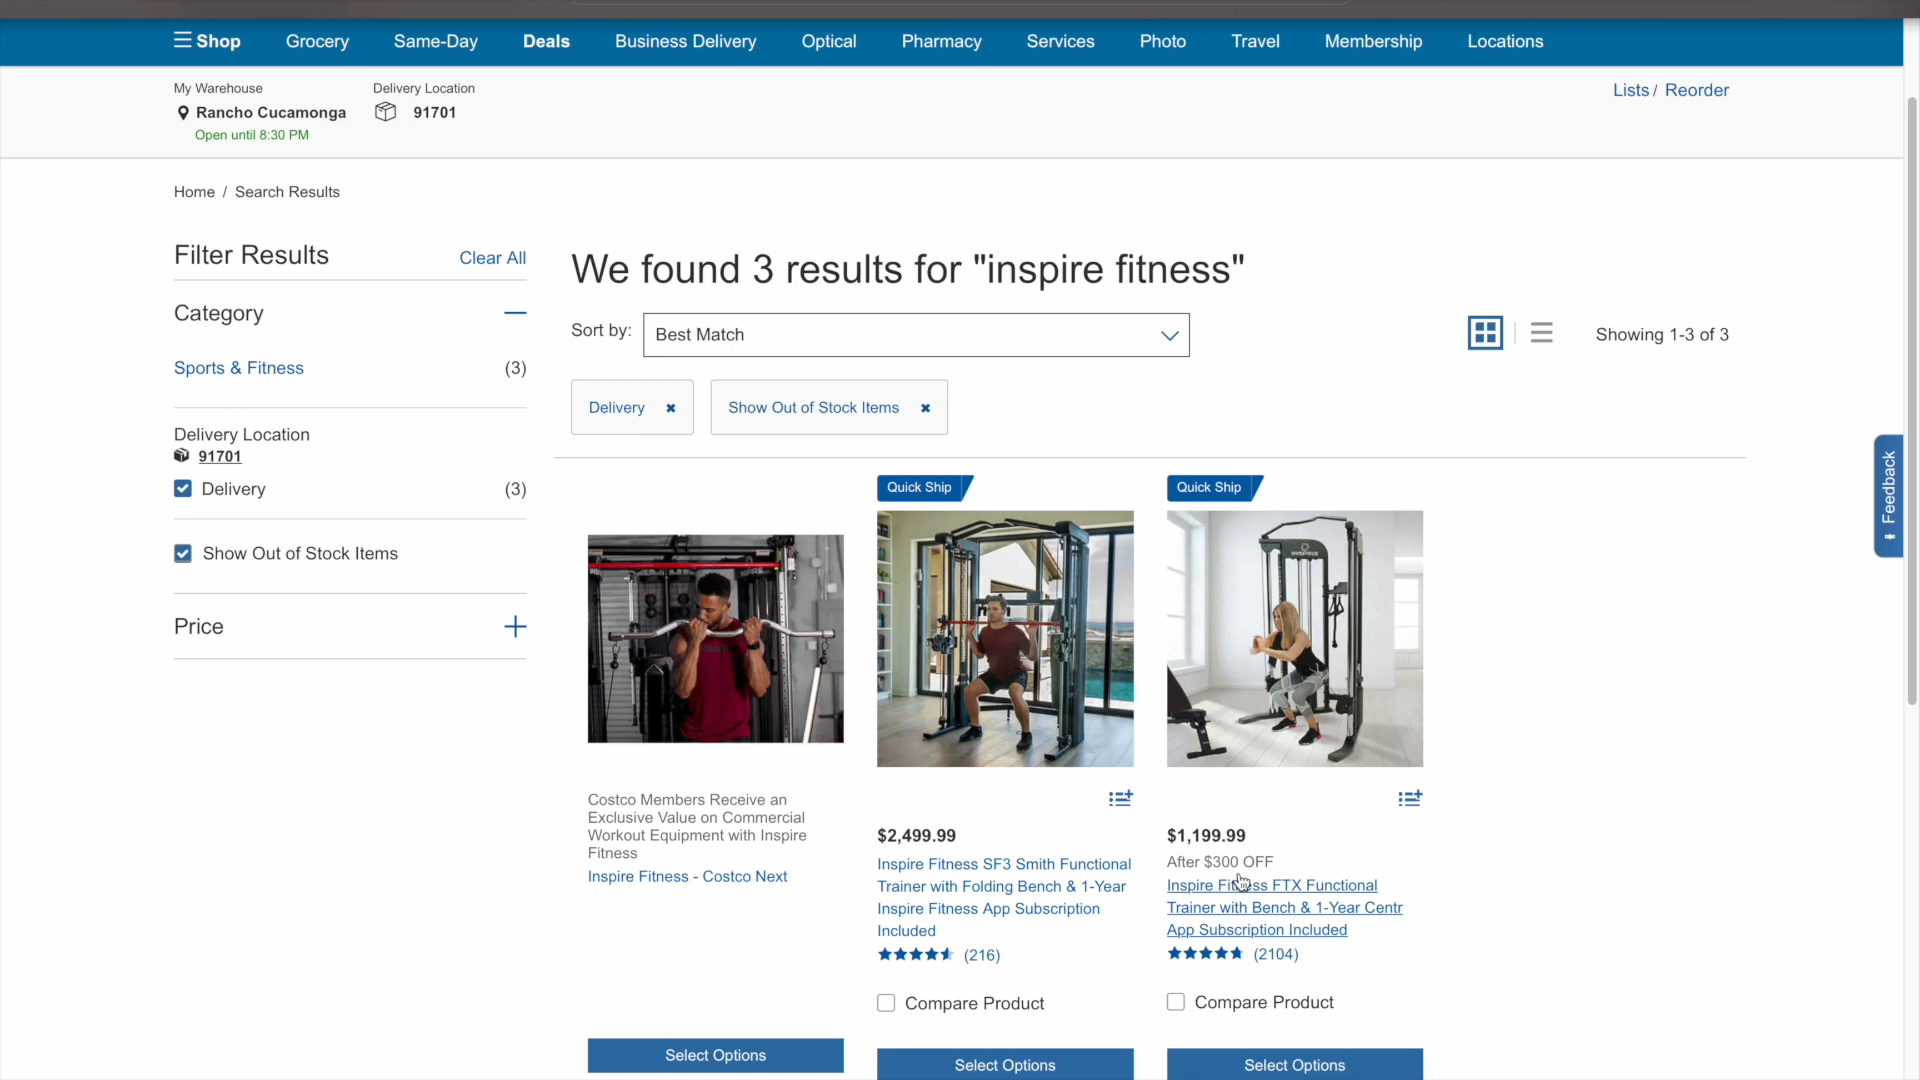 Shop
Grocery
Same-Day
Deals
Business Delivery
Optical
Pharmacy
Services
Photo
Travel
Membership
Locations
My Warehouse
Rancho Cucamonga
Open until 8:30 PM
Delivery Location
91701
Lists / Reorder
Home / Search Results
Filter Results
Clear All
Category
Sports & Fitness (3)
Delivery Location
91701
Delivery (3)
Show Out of Stock Items
Price
We found 3 results for "inspire fitness"
Sort by: Best Match
Showing 1-3 of 3
Delivery
Show Out of Stock Items
Costco Members Receive an
Exclusive Value on Commercial
Workout Equipment with Inspire
Fitness
Inspire Fitness - Costco Next
Select Options
Quick Ship
$2,499.99
Inspire Fitness SF3 Smith Functional
Trainer with Folding Bench & 1-Year
Inspire Fitness App Subscription
Included
(216)
Compare Product
Select Options
Quick Ship
INSPIRE
$1,199.99
After $300 OFF
Inspire Fitness FTX Functional
Trainer with Bench & 1-Year Centr
App Subscription Included
(2104)
Compare Product
Select Options
Feedback